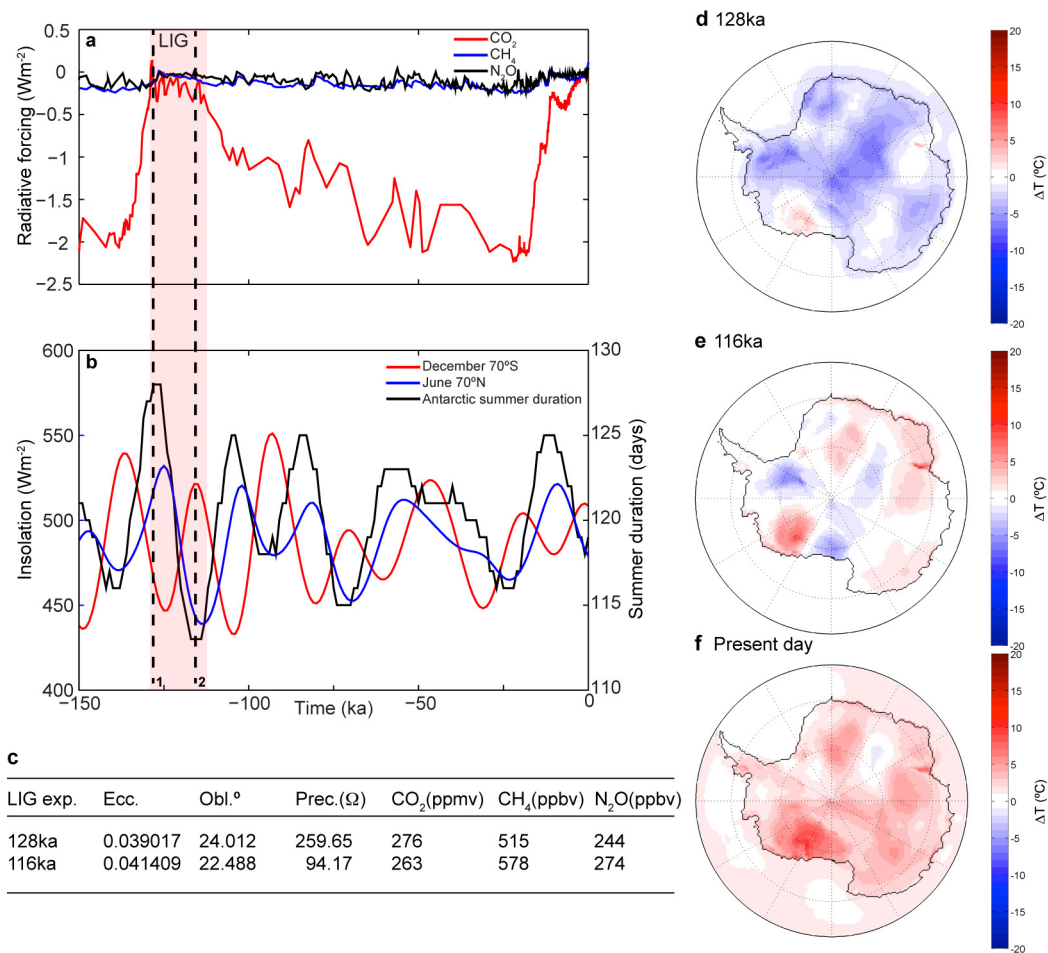 a
LIG
CO2
CH4
N2O
0.5
0
−0.5
−1
−1.5
−2
−2.5
Radiative forcing (Wm-2)
−150
−100
−50
0
b
December 70ºS
June 70ºN
Antarctic summer duration
600
550
500
450
400
Insolation (Wm-2)
130
125
120
115
110
Summer duration (days)
1
2
−150
−100
−50
0
Time (ka)
c
LIG exp. Ecc. Obl.º Prec.(Ω) CO2(ppmv) CH4(ppbv) N2O(ppbv)
128ka 0.039017 24.012 259.65 276 515 244
116ka 0.041409 22.488 94.17 263 578 274
d 128ka
20
15
10
5
0
-5
-10
-15
-20
ΔT (ºC)
e 116ka
20
15
10
5
0
-5
-10
-15
-20
ΔT (ºC)
f Present day
20
15
10
5
0
-5
-10
-15
-20
ΔT (ºC)